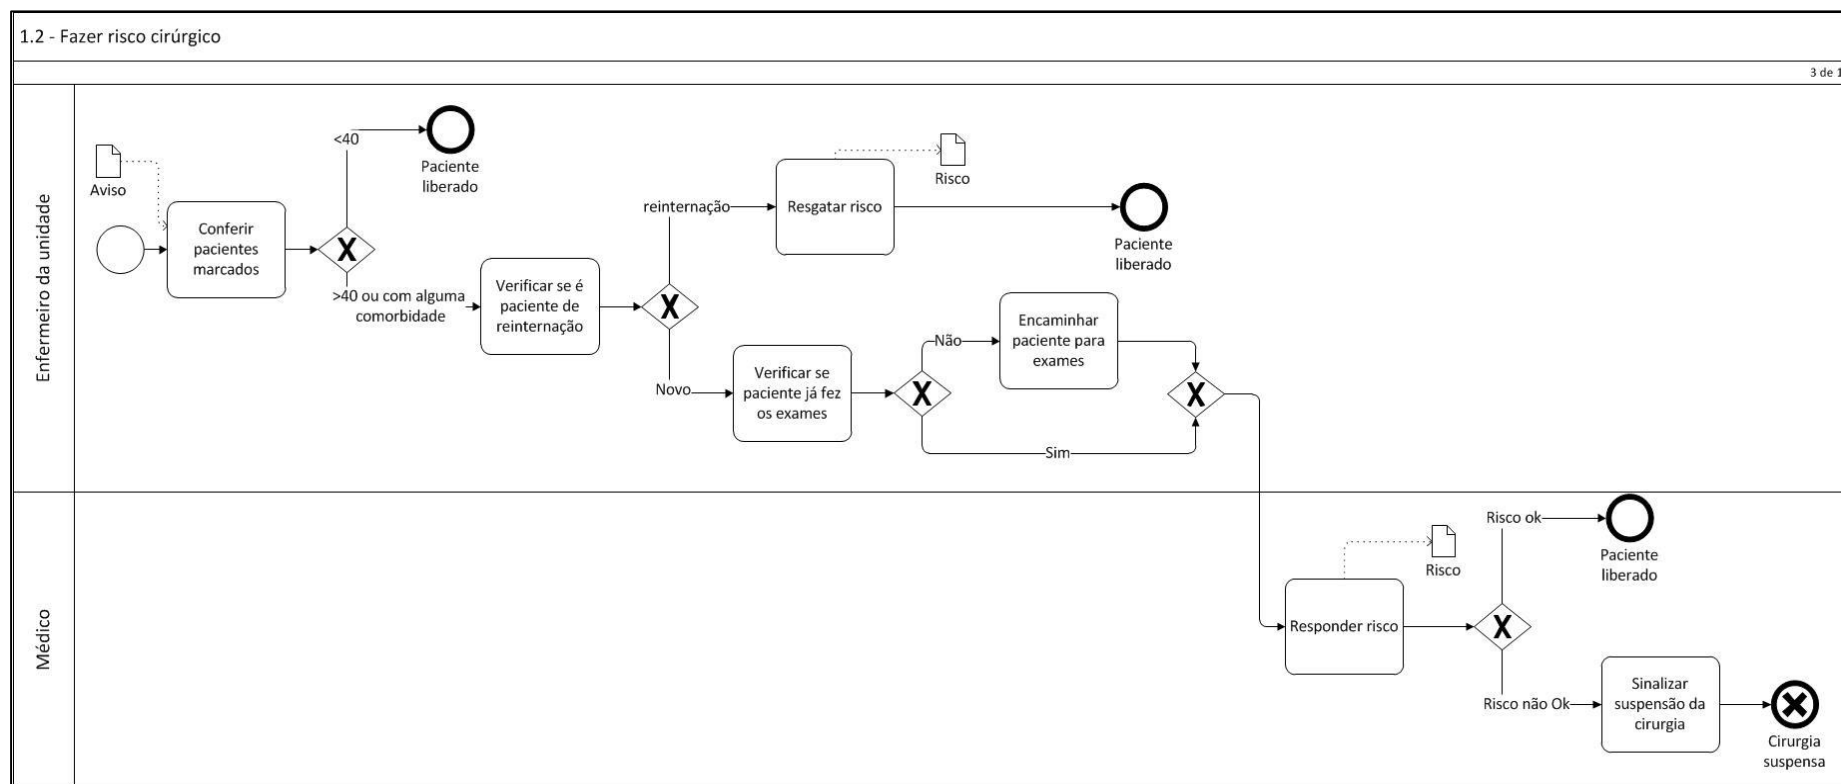 1.2 - Fazer risco cirúrgico
3 de 1
Enfermeiro da unidade
Aviso
Conferir
pacientes
marcados
<40
Paciente
liberado
>40 ou com alguma
comorbidade
Verificar se é
paciente de
reinternação
reinternação
Resgatar risco
Risco
Paciente
liberado
Novo
Verificar se
paciente já fez
os exames
Não
Encaminhar
paciente para
exames
Sim
Médico
Responder risco
Risco
Risco ok
Paciente
liberado
Risco não Ok
Sinalizar
suspensão da
cirurgia
Cirurgia
suspensa